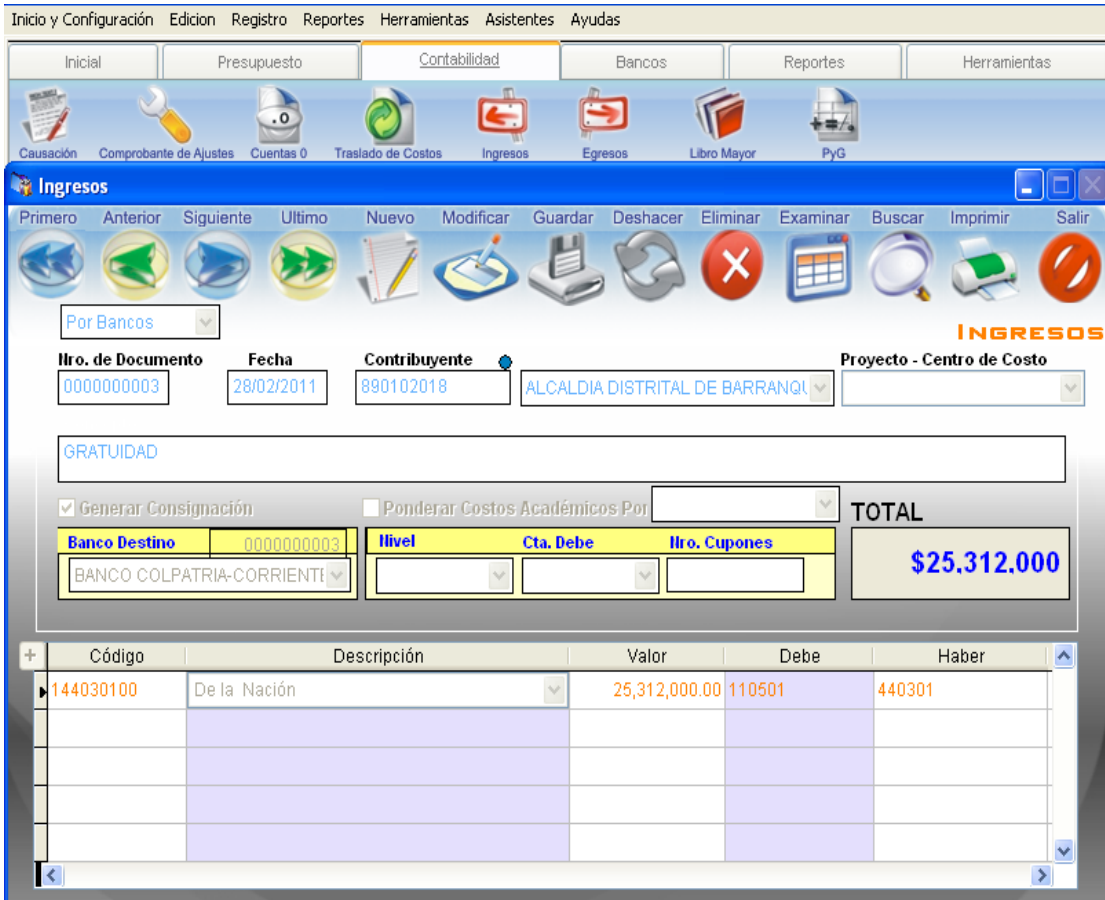 Inicio y Configuración Edicion Registro Reportes Herramientas Asistentes Ayudas
Inicial Presupuesto Contabilidad Bancos Reportes Herramientas
Causación Comprobante de Ajustes Cuentas 0 Traslado de Costos Ingresos Egresos Libro Mayor PyG
Ingresos
Primero Anterior Siguiente Ultimo Nuevo Modificar Guardar Deshacer Eliminar Examinar Buscar Imprimir Salir
Por Bancos
INGRESOS
Nro. de Documento Fecha Contribuyente Proyecto - Centro de Costo
0000000003 28/02/2011 890102018 ALCALDIA DISTRITAL DE BARRANQU
GRATUIDAD
Generar Consignación Ponderar Costos Académicos Por
TOTAL
Banco Destino 0000000003 Nivel Cta. Debe Nro. Cupones
BANCO COLPATRIA-CORRIENTE
$25,312,000
Código Descripción Valor Debe Haber
144030100 De la Nación 25,312,000.00 110501 440301